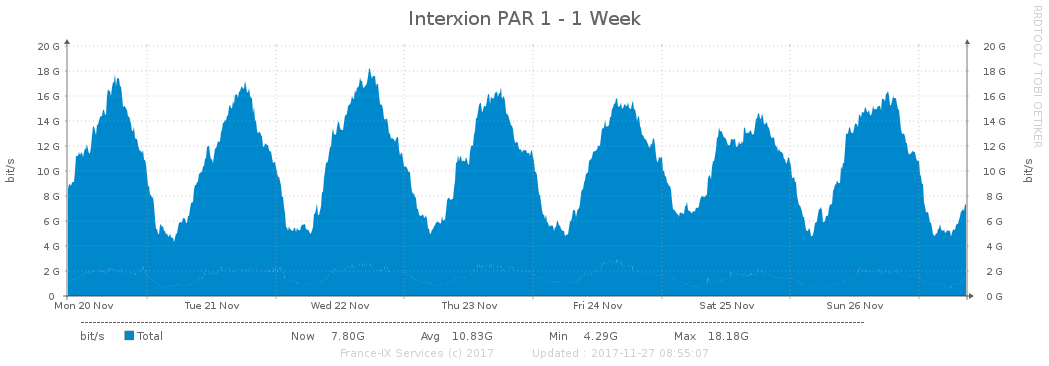 Interxion PAR 1 - 1 Week
RRDTOOL / TOBI OETIKER
bit/s
bit/s
20 G 20 G
18 G 18 G
16 G 16 G
14 G 14 G
12 G 12 G
10 G 10 G
8 G 8 G
6 G 6 G
4 G 4 G
2 G 2 G
0 0 G
Mon 20 Nov Tue 21 Nov Wed 22 Nov Thu 23 Nov Fri 24 Nov Sat 25 Nov Sun 26 Nov
bit/s Total Now 7.80G Avg 10.83G Min 4.29G Max 18.18G
France-IX Services (c) 2017 Updated : 2017-11-27 08:55:07